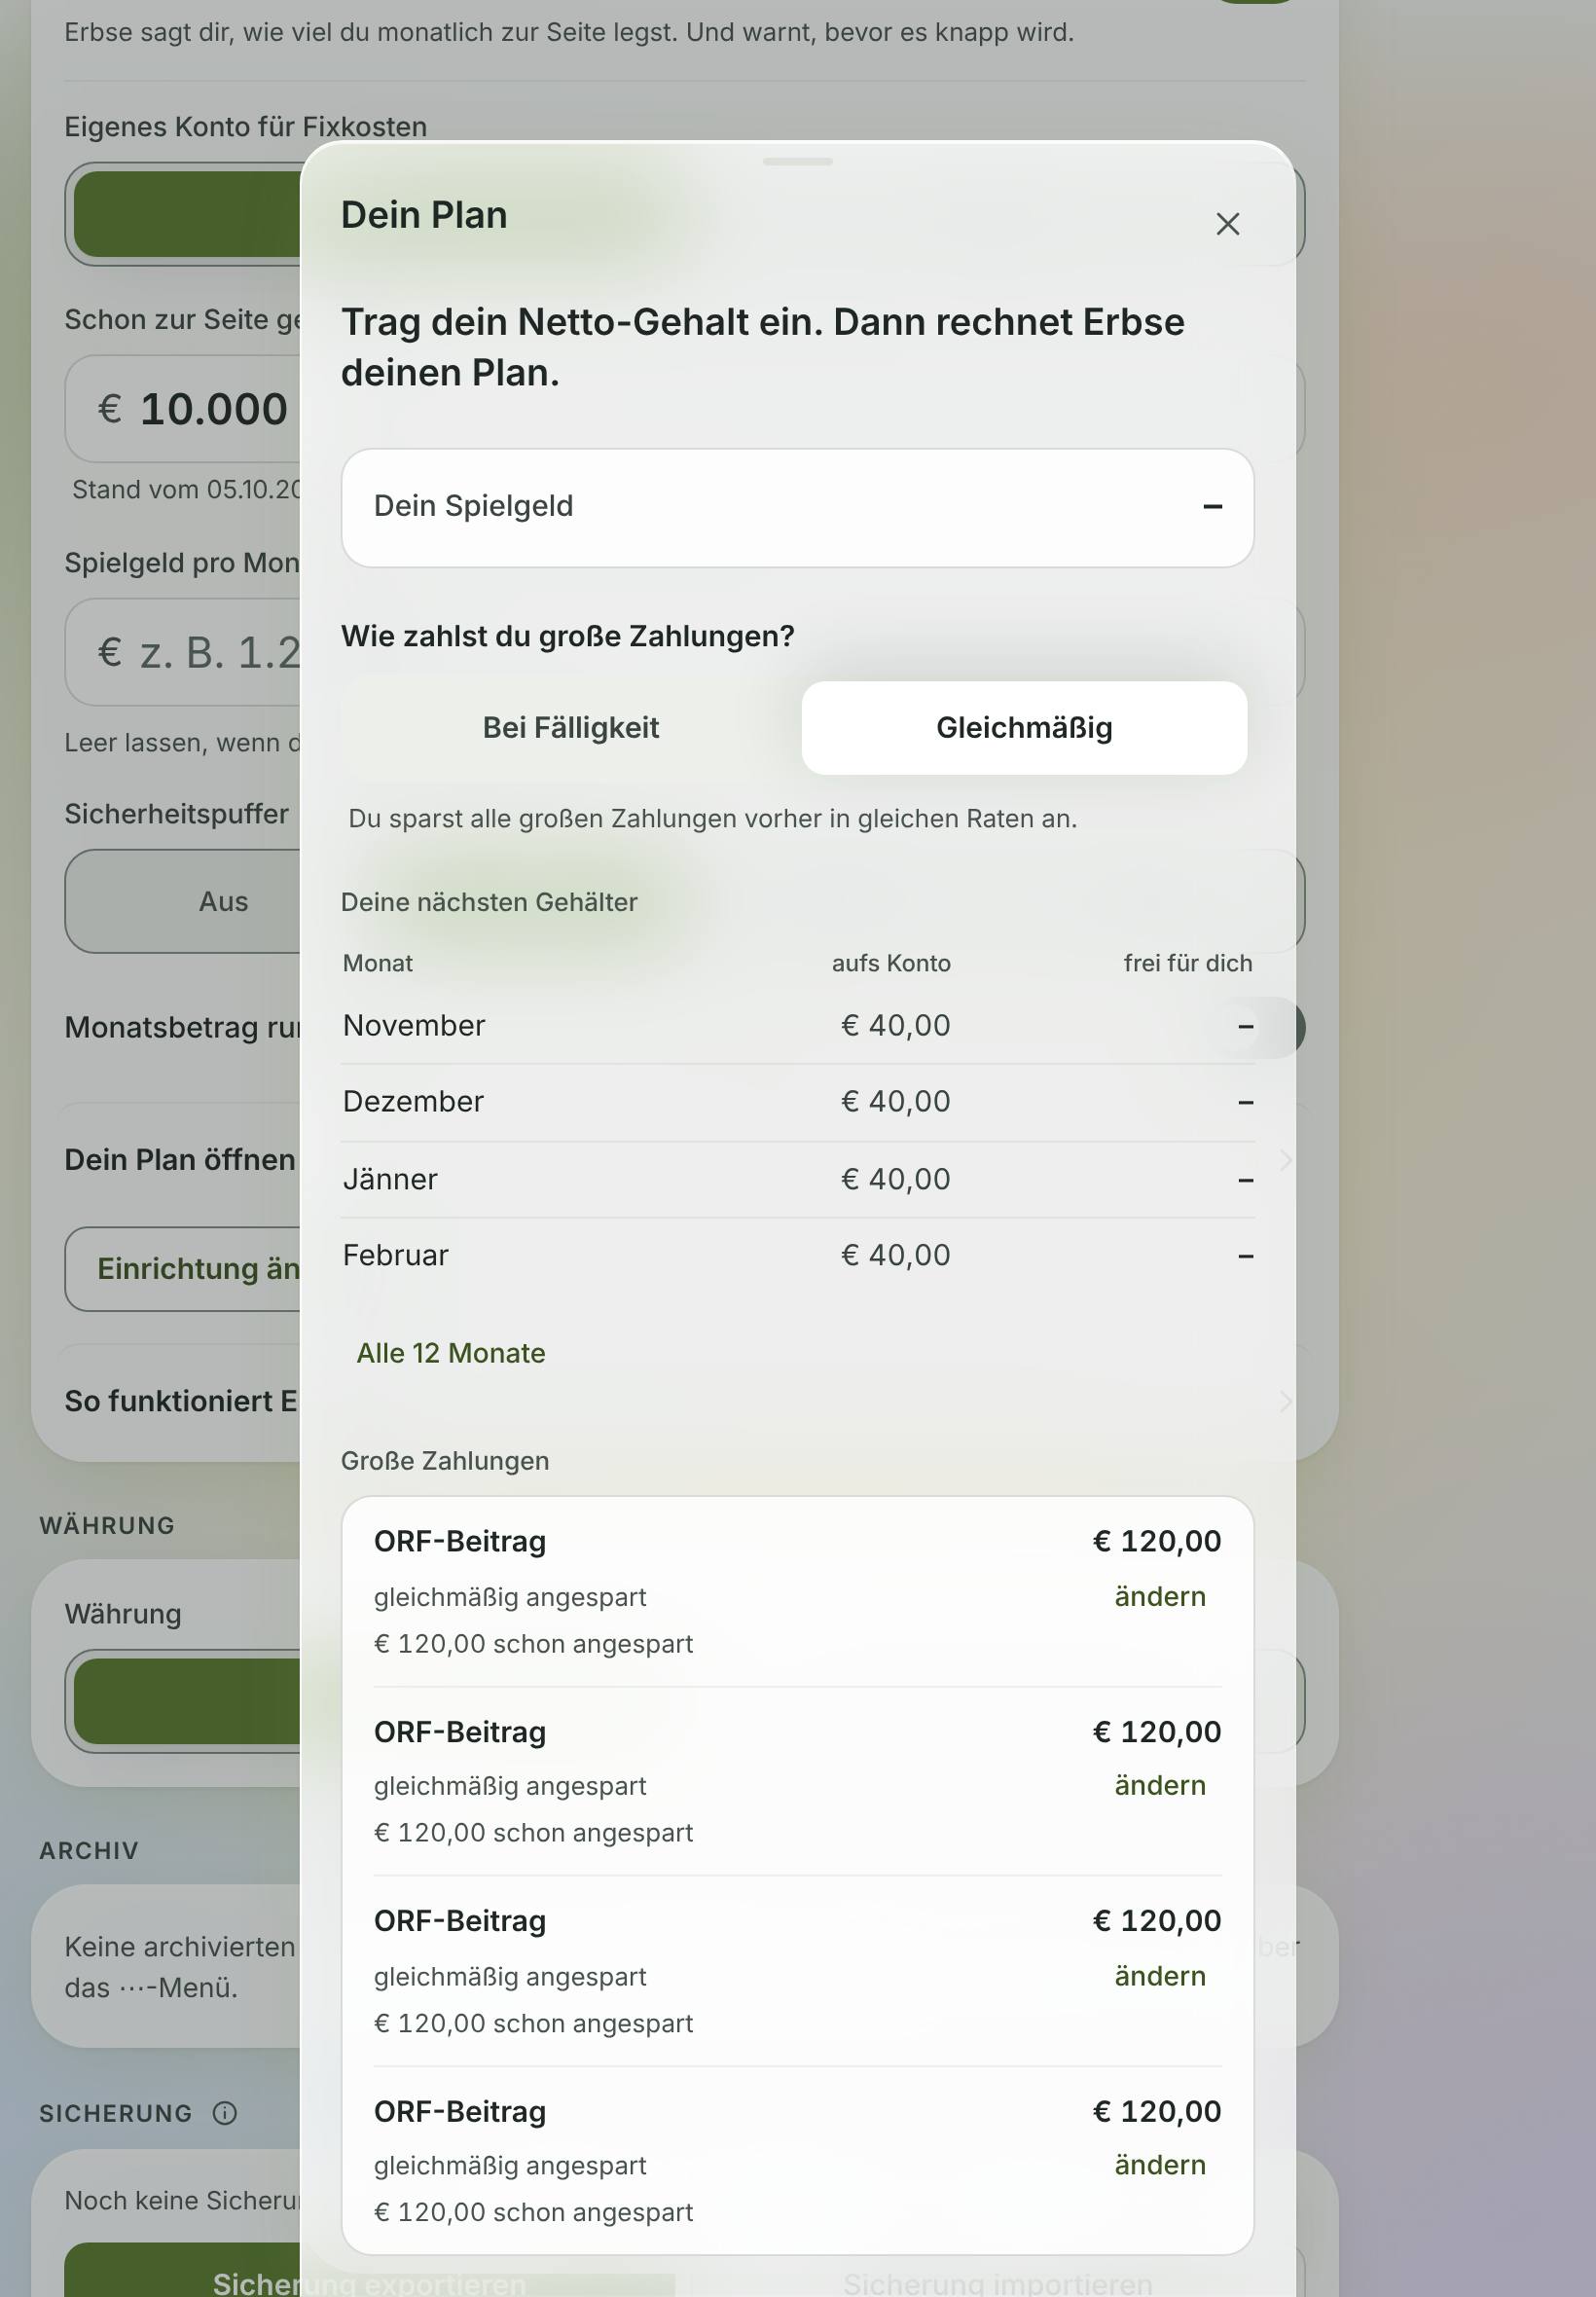 Erbse sagt dir, wie viel du monatlich zur Seite legst. Und warnt, bevor es knapp wird.
Eigenes Konto für Fixkosten
Dein Plan
Trag dein Netto-Gehalt ein. Dann rechnet Erbse
deinen Plan.
Schon zur Seite
€ 10.000
Stand vom 05.10.
Dein Spielgeld –
Spielgeld pro
€ z. B.
Leer lassen, wenn
Wie zahlst du große Zahlungen?
Bei Fälligkeit Gleichmäßig
Du sparst alle großen Zahlungen vorher in gleichen Raten an.
Sicherheitspuffer
Aus
Deine nächsten Gehälter
Monat aufs Konto frei für dich
November € 40,00 –
Dezember € 40,00 –
Jänner € 40,00 –
Februar € 40,00 –
Alle 12 Monate
Monatsbetrag
Dein Plan öffnen
Einrichtung
So funktioniert
Große Zahlungen
ORF-Beitrag € 120,00
gleichmäßig angespart ändern
€ 120,00 schon angespart
ORF-Beitrag € 120,00
gleichmäßig angespart ändern
€ 120,00 schon angespart
ORF-Beitrag € 120,00
gleichmäßig angespart ändern
€ 120,00 schon angespart
ORF-Beitrag € 120,00
gleichmäßig angespart ändern
€ 120,00 schon angespart
WÄHRUNG
Währung
ARCHIV
Keine archivierten
das ···-Menü.
SICHERUNG
Noch keine
Sicherung exportieren Sicherung importieren